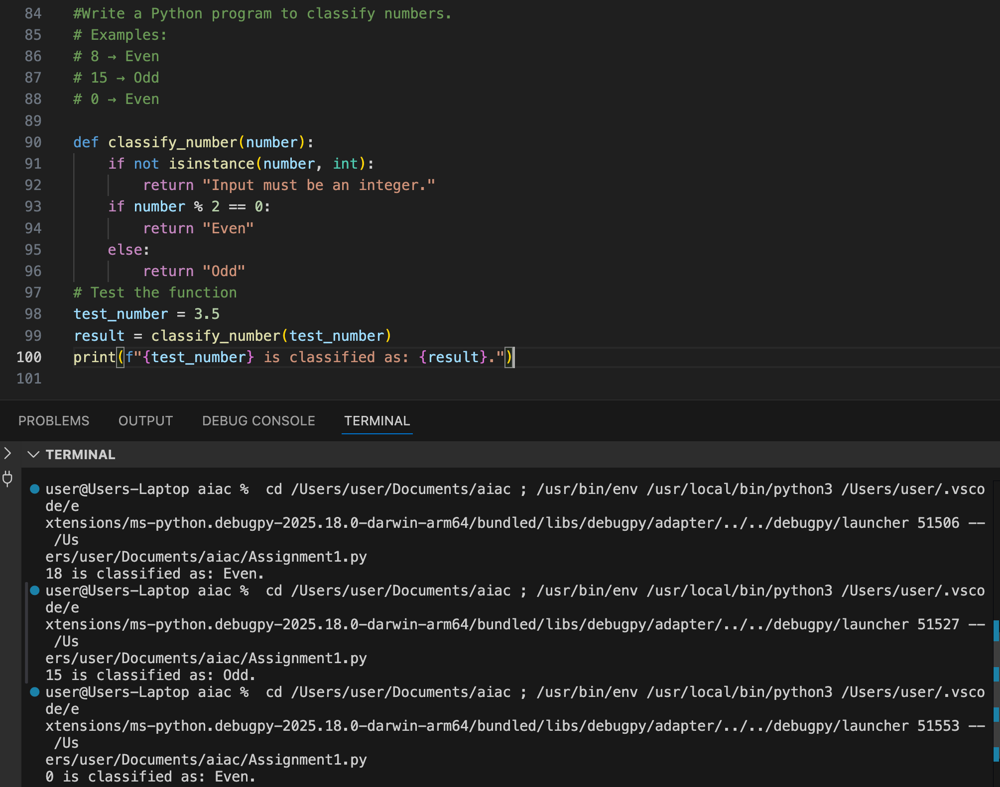 84 #Write a Python program to classify numbers.
85 # Examples:
86 # 8 → Even
87 # 15 → Odd
88 # 0 → Even
89
90 def classify_number(number):
91     if not isinstance(number, int):
92         return "Input must be an integer."
93     if number % 2 == 0:
94         return "Even"
95     else:
96         return "Odd"
97 # Test the function
98 test_number = 3.5
99 result = classify_number(test_number)
100 print(f"{test_number} is classified as: {result}.")
101
PROBLEMS OUTPUT DEBUG CONSOLE TERMINAL
TERMINAL
user@Users-Laptop aiac %  cd /Users/user/Documents/aiac ; /usr/bin/env /usr/local/bin/python3 /Users/user/.vsco
de/e
xtensions/ms-python.debugpy-2025.18.0-darwin-arm64/bundled/libs/debugpy/adapter/../../debugpy/launcher 51506 --
 /Us
ers/user/Documents/aiac/Assignment1.py
18 is classified as: Even.
user@Users-Laptop aiac %  cd /Users/user/Documents/aiac ; /usr/bin/env /usr/local/bin/python3 /Users/user/.vsco
de/e
xtensions/ms-python.debugpy-2025.18.0-darwin-arm64/bundled/libs/debugpy/adapter/../../debugpy/launcher 51527 --
 /Us
ers/user/Documents/aiac/Assignment1.py
15 is classified as: Odd.
user@Users-Laptop aiac %  cd /Users/user/Documents/aiac ; /usr/bin/env /usr/local/bin/python3 /Users/user/.vsco
de/e
xtensions/ms-python.debugpy-2025.18.0-darwin-arm64/bundled/libs/debugpy/adapter/../../debugpy/launcher 51553 --
 /Us
ers/user/Documents/aiac/Assignment1.py
0 is classified as: Even.